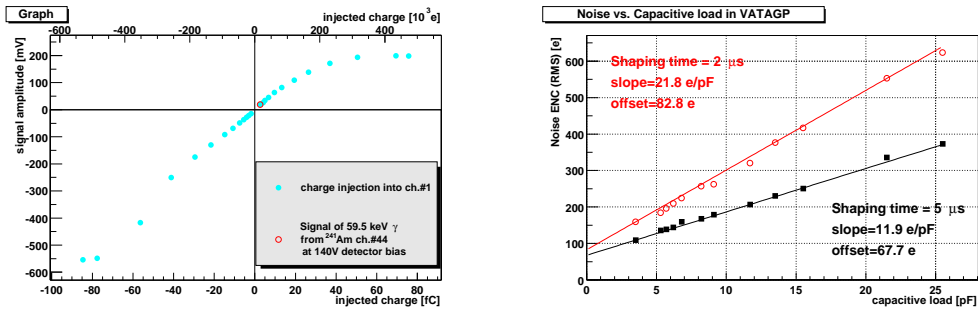 Graph
injected charge [10^3 e]
-600 -400 -200 0 200 400
signal amplitude [mV]
200
100
0
-100
-200
-300
-400
-500
-600
charge injection into ch.#1
Signal of 59.5 keV γ
from ^241Am ch.#44
at 140V detector bias
-100 -80 -60 -40 -20 0 20 40 60 80
injected charge [fC]
Noise vs. Capacitive load in VATAGP
Noise ENC (RMS) [e]
600
500
400
300
200
100
0
Shaping time = 2 μs
slope=21.8 e/pF
offset=82.8 e
Shaping time = 5 μs
slope=11.9 e/pF
offset=67.7 e
0 5 10 15 20 25
capacitive load [pF]